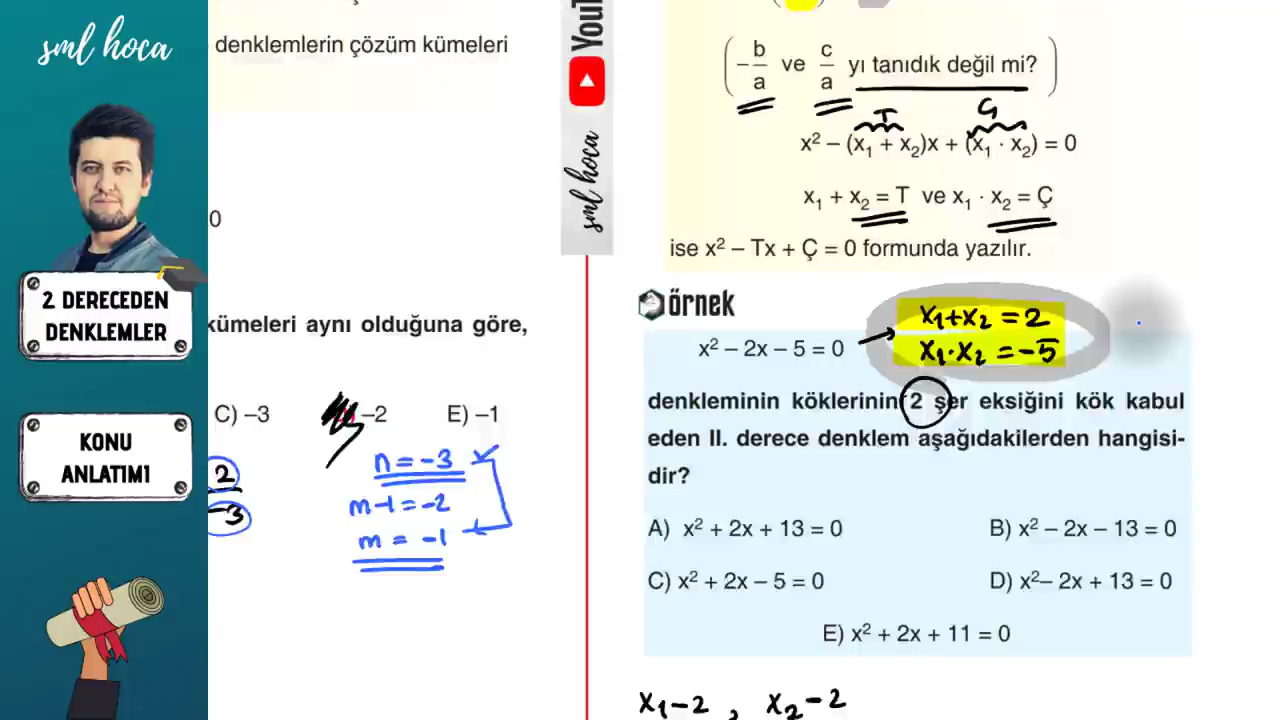 sml hoca
2 DERECEDEN
DENKLEMLER
KONU
ANLATIMI
denklemlerin çözüm kümeleri
0
kümeleri aynı olduğuna göre,
C) –3
–2
E) –1
2
–3
n = –3
m–1 = –2
m = –1
sml hoca
( –b/a ve c/a yı tanıdık değil mi? )
T
Ç
x² – (x₁ + x₂)x + (x₁ · x₂) = 0
x₁ + x₂ = T ve x₁ · x₂ = Ç
ise x² – Tx + Ç = 0 formunda yazılır.
örnek
x² – 2x – 5 = 0
x₁+x₂ = 2
x₁·x₂ = –5
denkleminin köklerinin 2 şer eksiğini kök kabul
eden II. derece denklem aşağıdakilerden hangisi-
dir?
A) x² + 2x + 13 = 0
B) x² – 2x – 13 = 0
C) x² + 2x – 5 = 0
D) x²– 2x + 13 = 0
E) x² + 2x + 11 = 0
x₁–2 , x₂–2